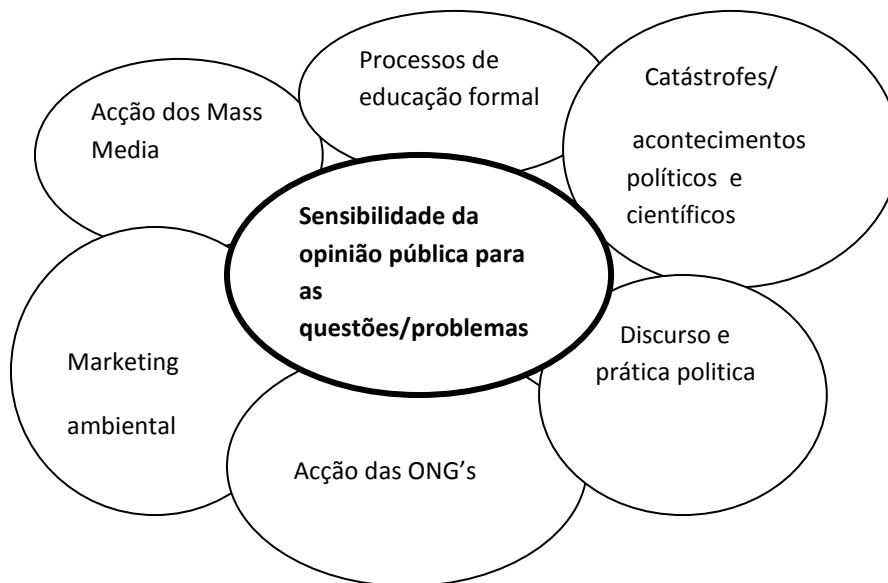 Processos de
educação formal
Catástrofes/
acontecimentos
políticos e
científicos
Acção dos Mass
Media
Sensibilidade da
opinião pública para
as
questões/problemas
Discurso e
prática politica
Marketing
ambiental
Acção das ONG's